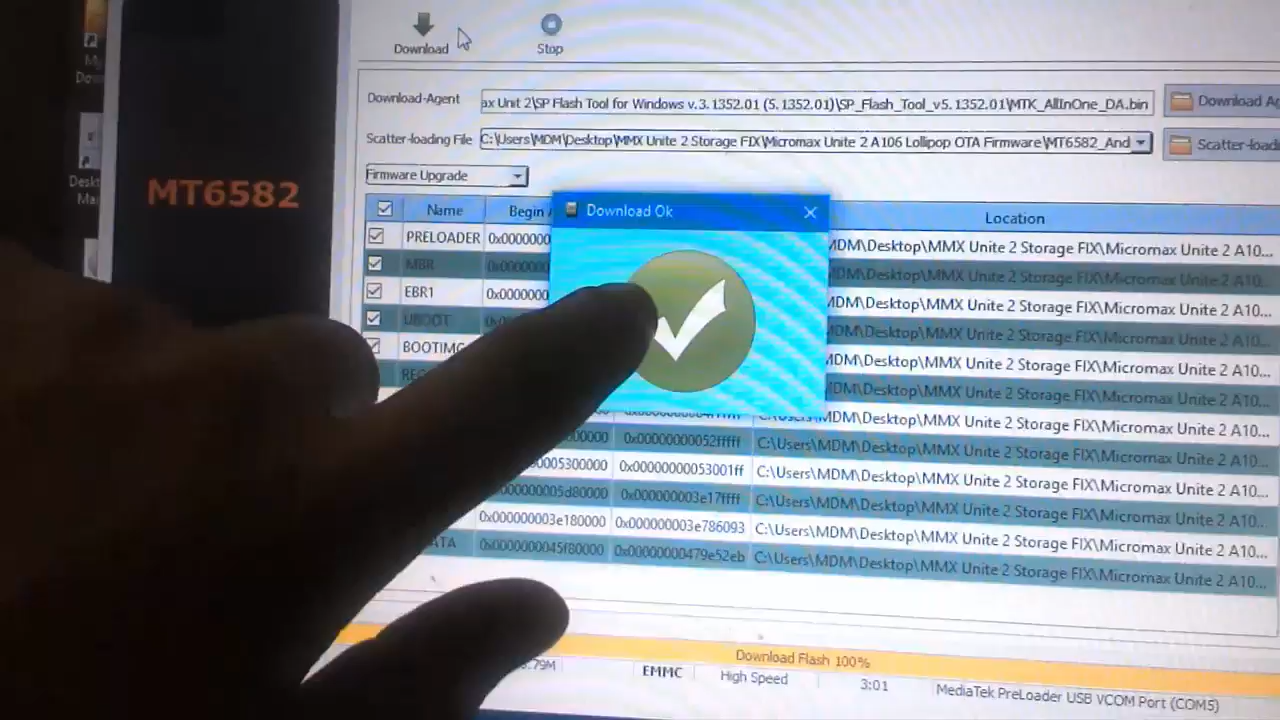 Download
Stop
Download-Agent
ax Unit 2\SP Flash Tool for Windows v.3.1352.01 (5.1352.01)\SP_Flash_Tool_v5.1352.01\MTK_AllInOne_DA.bin
Download Ag
Scatter-loading File
C:\Users\MDM\Desktop\MMX Unite 2 Storage FIX\Micromax Unite 2 A106 Lollipop OTA Firmware\MT6582_And
Scatter-loadi
Firmware Upgrade
MT6582
Name
Begin
Download Ok
Location
PRELOADER 0x0000000 MDM\Desktop\MMX Unite 2 Storage FIX\Micromax Unite 2 A10...
MBR 0x0000000 MDM\Desktop\MMX Unite 2 Storage FIX\Micromax Unite 2 A10...
EBR1 0x0000000 MDM\Desktop\MMX Unite 2 Storage FIX\Micromax Unite 2 A10...
UBOOT MDM\Desktop\MMX Unite 2 Storage FIX\Micromax Unite 2 A10...
BOOTIMG MDM\Desktop\MMX Unite 2 Storage FIX\Micromax Unite 2 A10...
MDM\Desktop\MMX Unite 2 Storage FIX\Micromax Unite 2 A10...
C:\Users\MDM\Desktop\MMX Unite 2 Storage FIX\Micromax Unite 2 A10...
00000 0x00000000052fffff C:\Users\MDM\Desktop\MMX Unite 2 Storage FIX\Micromax Unite 2 A10...
00005300000 0x00000000053001ff C:\Users\MDM\Desktop\MMX Unite 2 Storage FIX\Micromax Unite 2 A10...
000000005d80000 0x000000003e17ffff C:\Users\MDM\Desktop\MMX Unite 2 Storage FIX\Micromax Unite 2 A10...
0x000000003e180000 0x000000003e786093 C:\Users\MDM\Desktop\MMX Unite 2 Storage FIX\Micromax Unite 2 A10...
ATA 0x0000000045f80000 0x00000000479e52eb C:\Users\MDM\Desktop\MMX Unite 2 Storage FIX\Micromax Unite 2 A10...
Download Flash 100%
.79M
EMMC
High Speed
3:01
MediaTek PreLoader USB VCOM Port (COM5)